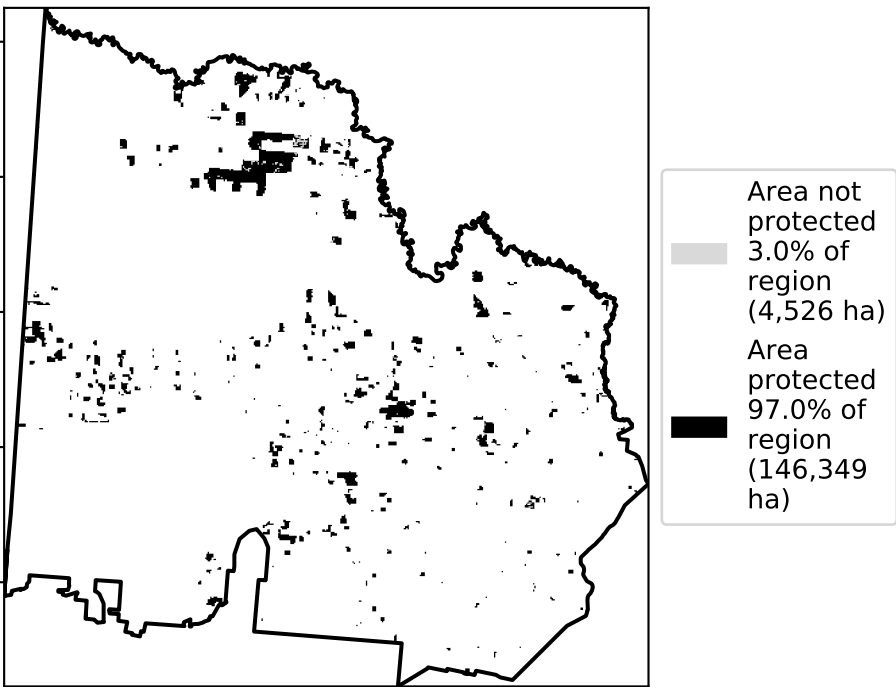 Area not
protected
3.0% of
region
(4,526 ha)
Area
protected
97.0% of
region
(146,349
ha)